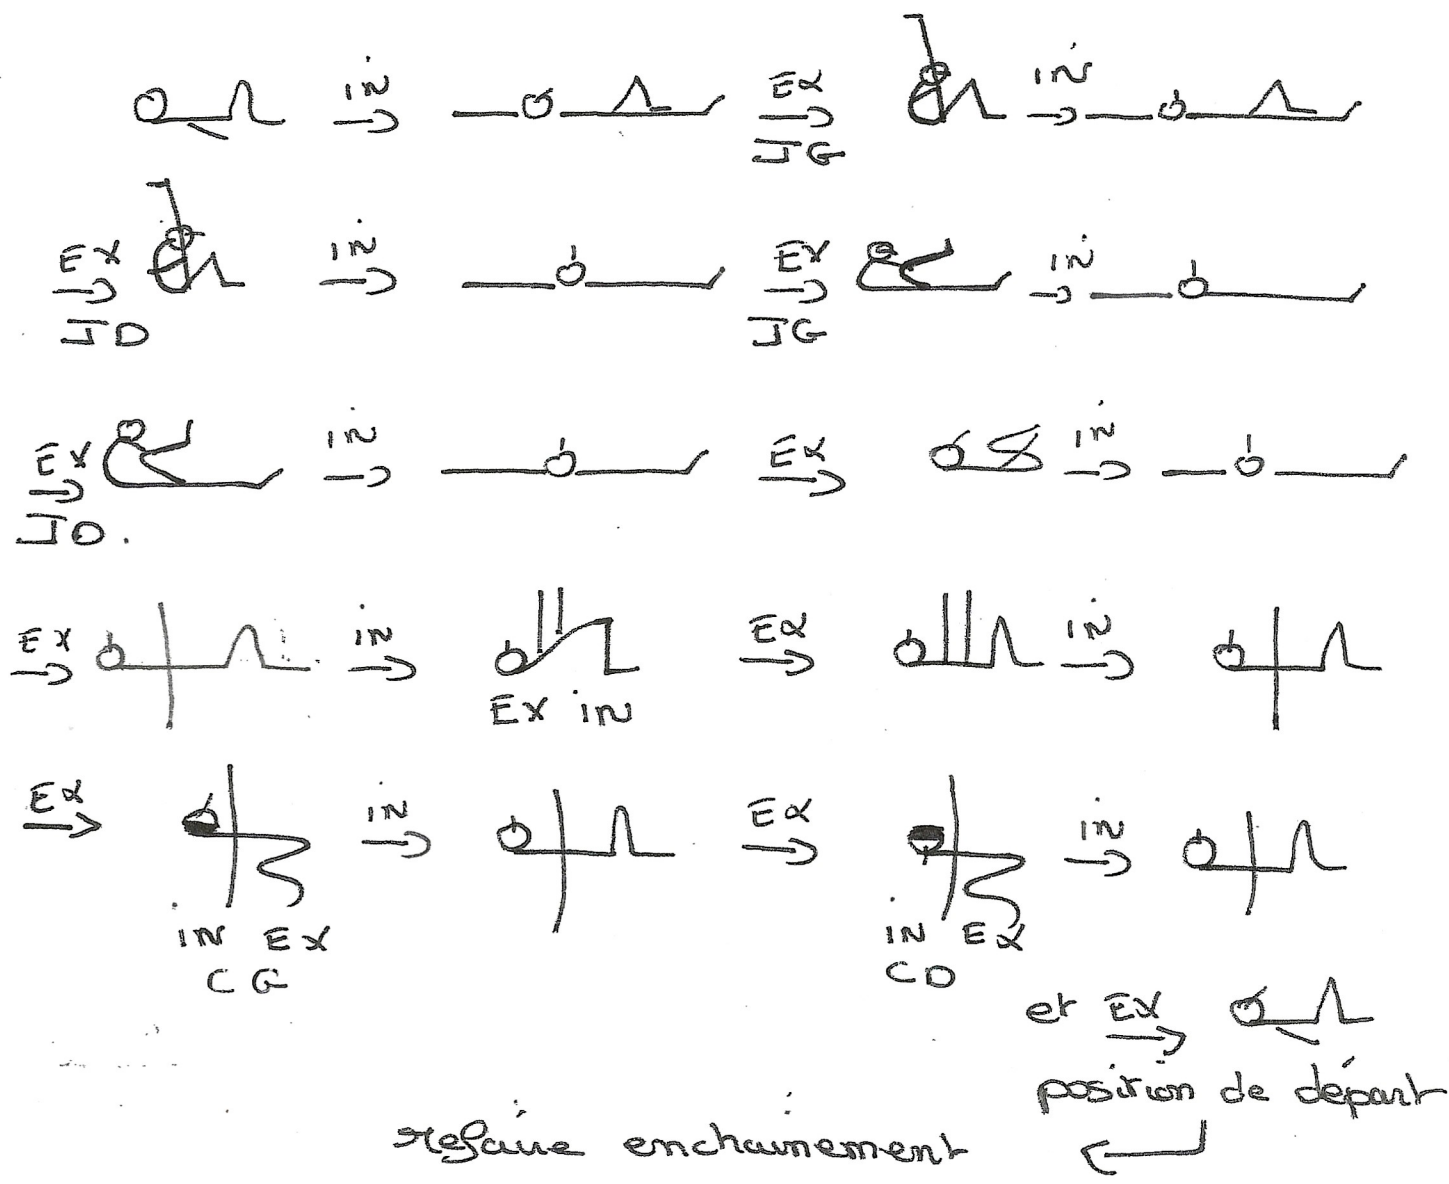 IN EX IN
JG
EX IN EX IN
JD JG
EX IN EX IN
JD.
EX IN EX IN
EX IN
EX IN EX IN
IN EX IN EX
CG CD
et EX
position de départ
refaire enchainement